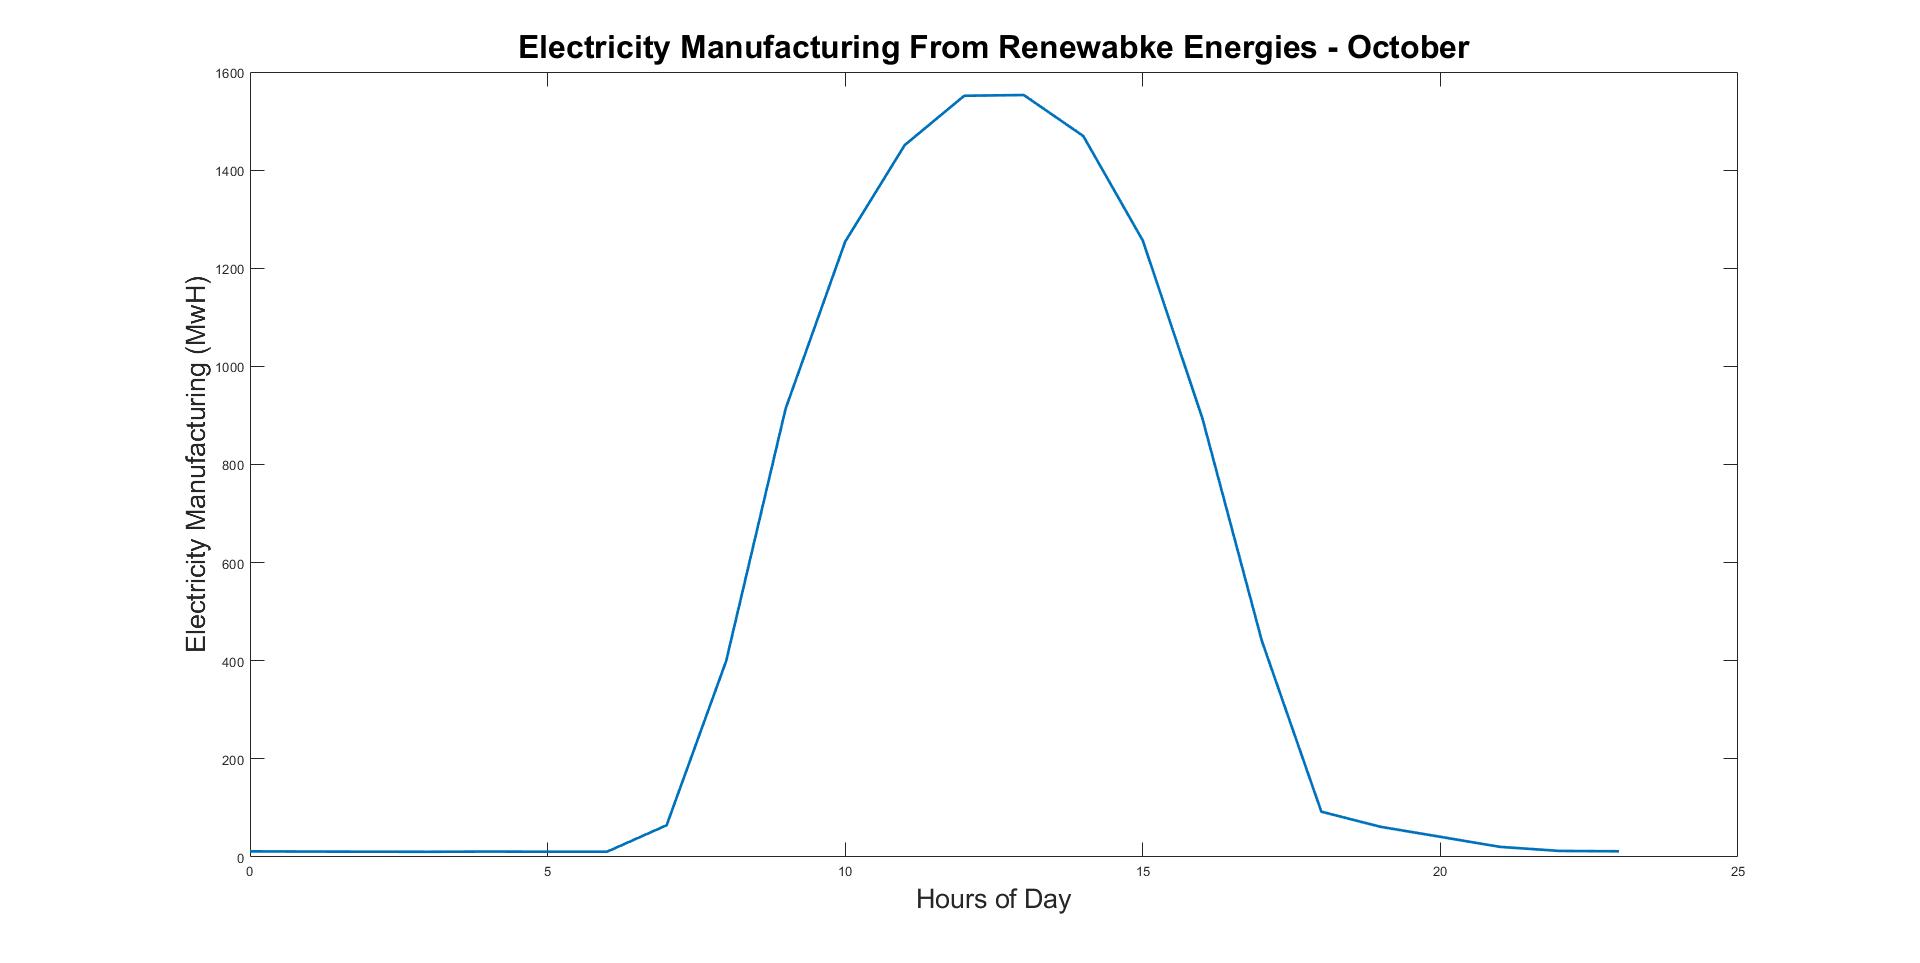 Electricity Manufacturing From Renewabke Energies - October
1600
1400
1200
1000
800
600
400
200
0
Electricity Manufacturing (MwH)
0 5 10 15 20 25
Hours of Day